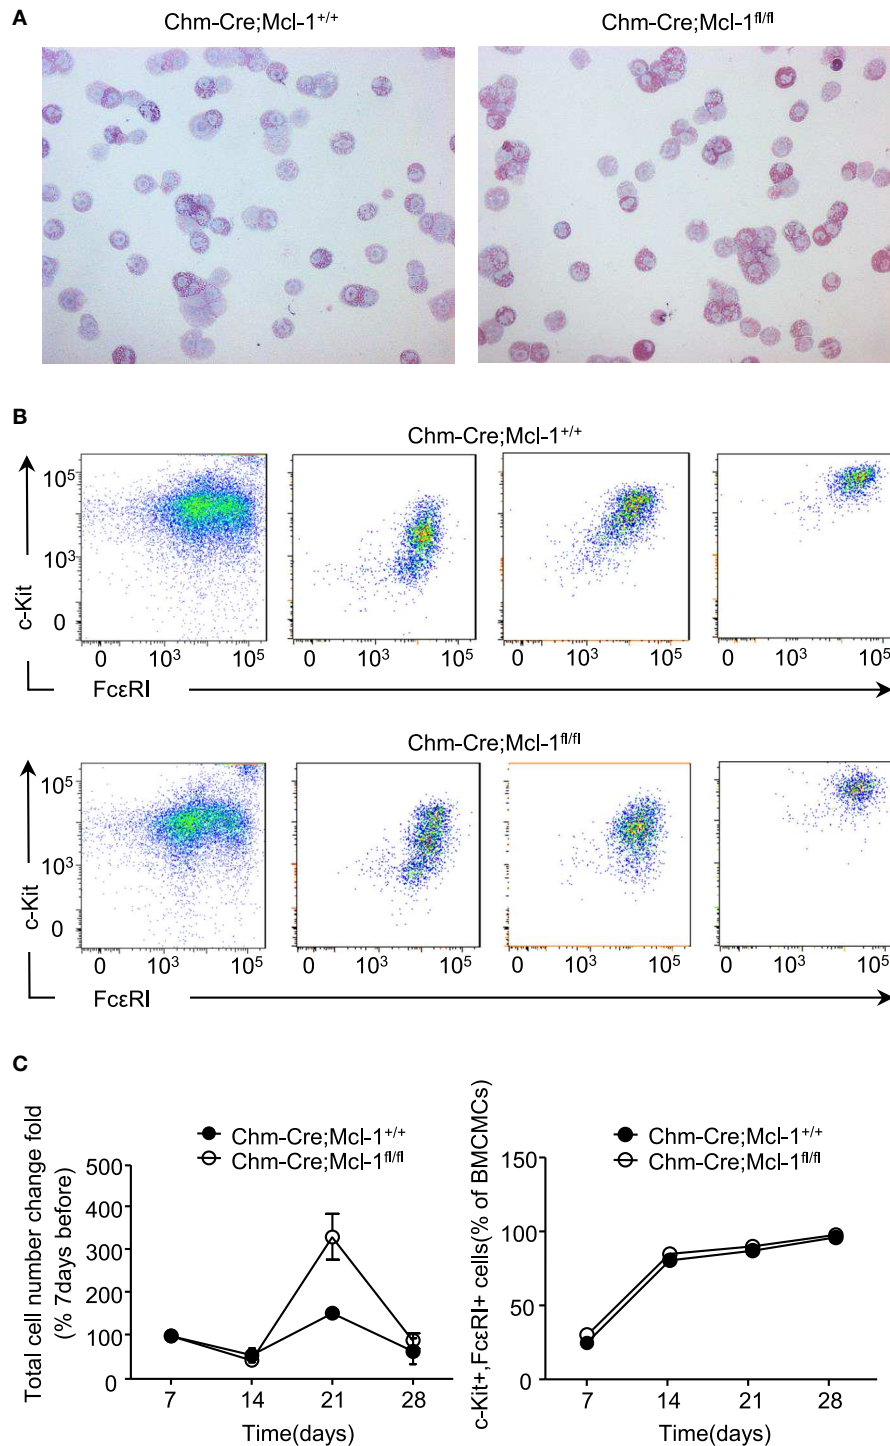 A
Chm-Cre;Mcl-1+/+ Chm-Cre;Mcl-1fl/fl
B
Chm-Cre;Mcl-1+/+
c-Kit
10⁵
10³
0
0 10³ 10⁵ 0 10³ 10⁵ 0 10³ 10⁵ 0 10³ 10⁵
FcεRI
Chm-Cre;Mcl-1fl/fl
c-Kit
10⁵
10³
0
0 10³ 10⁵ 0 10³ 10⁵ 0 10³ 10⁵ 0 10³ 10⁵
FcεRI
C
Total cell number change fold
(% 7days before)
Chm-Cre;Mcl-1+/+
Chm-Cre;Mcl-1fl/fl
500
400
300
200
100
0
7 14 21 28
Time(days)
c-Kit+,FcεRI+ cells(% of BMCMCs)
Chm-Cre;Mcl-1+/+
Chm-Cre;Mcl-1fl/fl
150
100
50
0
7 14 21 28
Time(days)